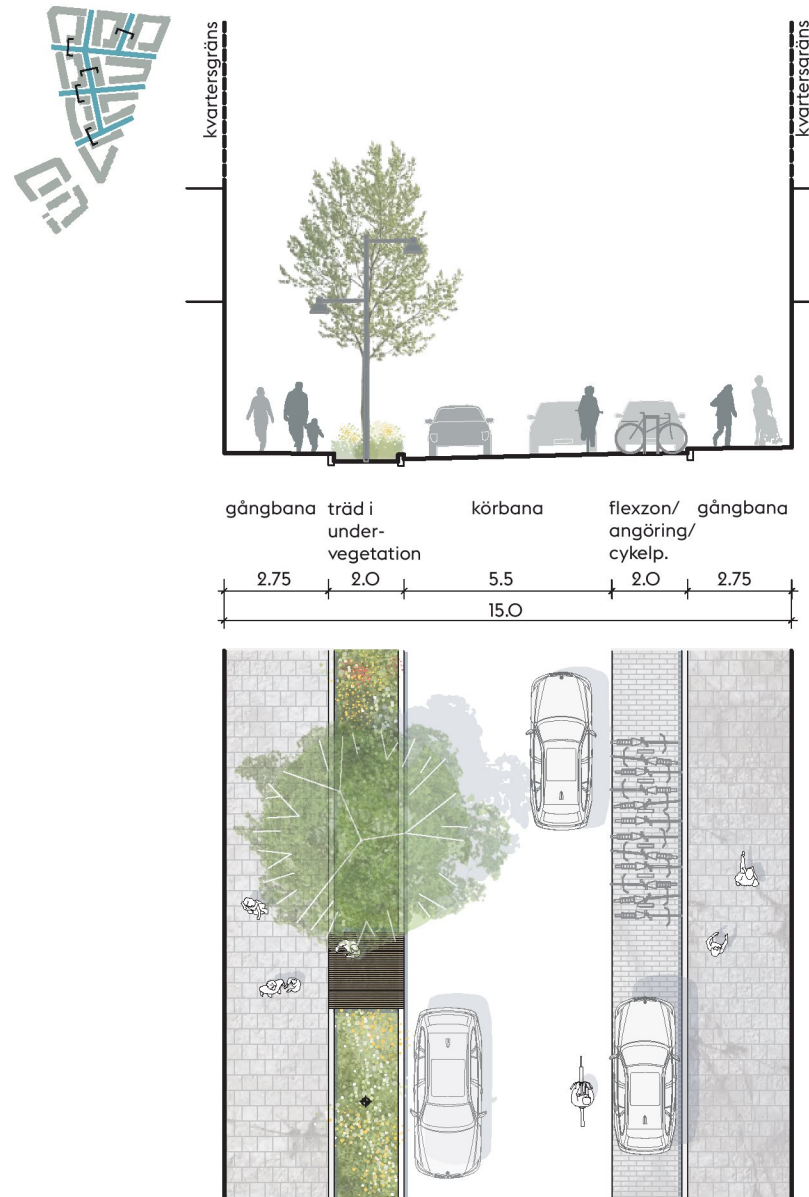 kvartersgräns
kvartersgräns
gångbana
träd i
under-
vegetation
körbana
flexzon/
angöring/
cykelp.
gångbana
2.75
2.0
5.5
2.0
2.75
15.0